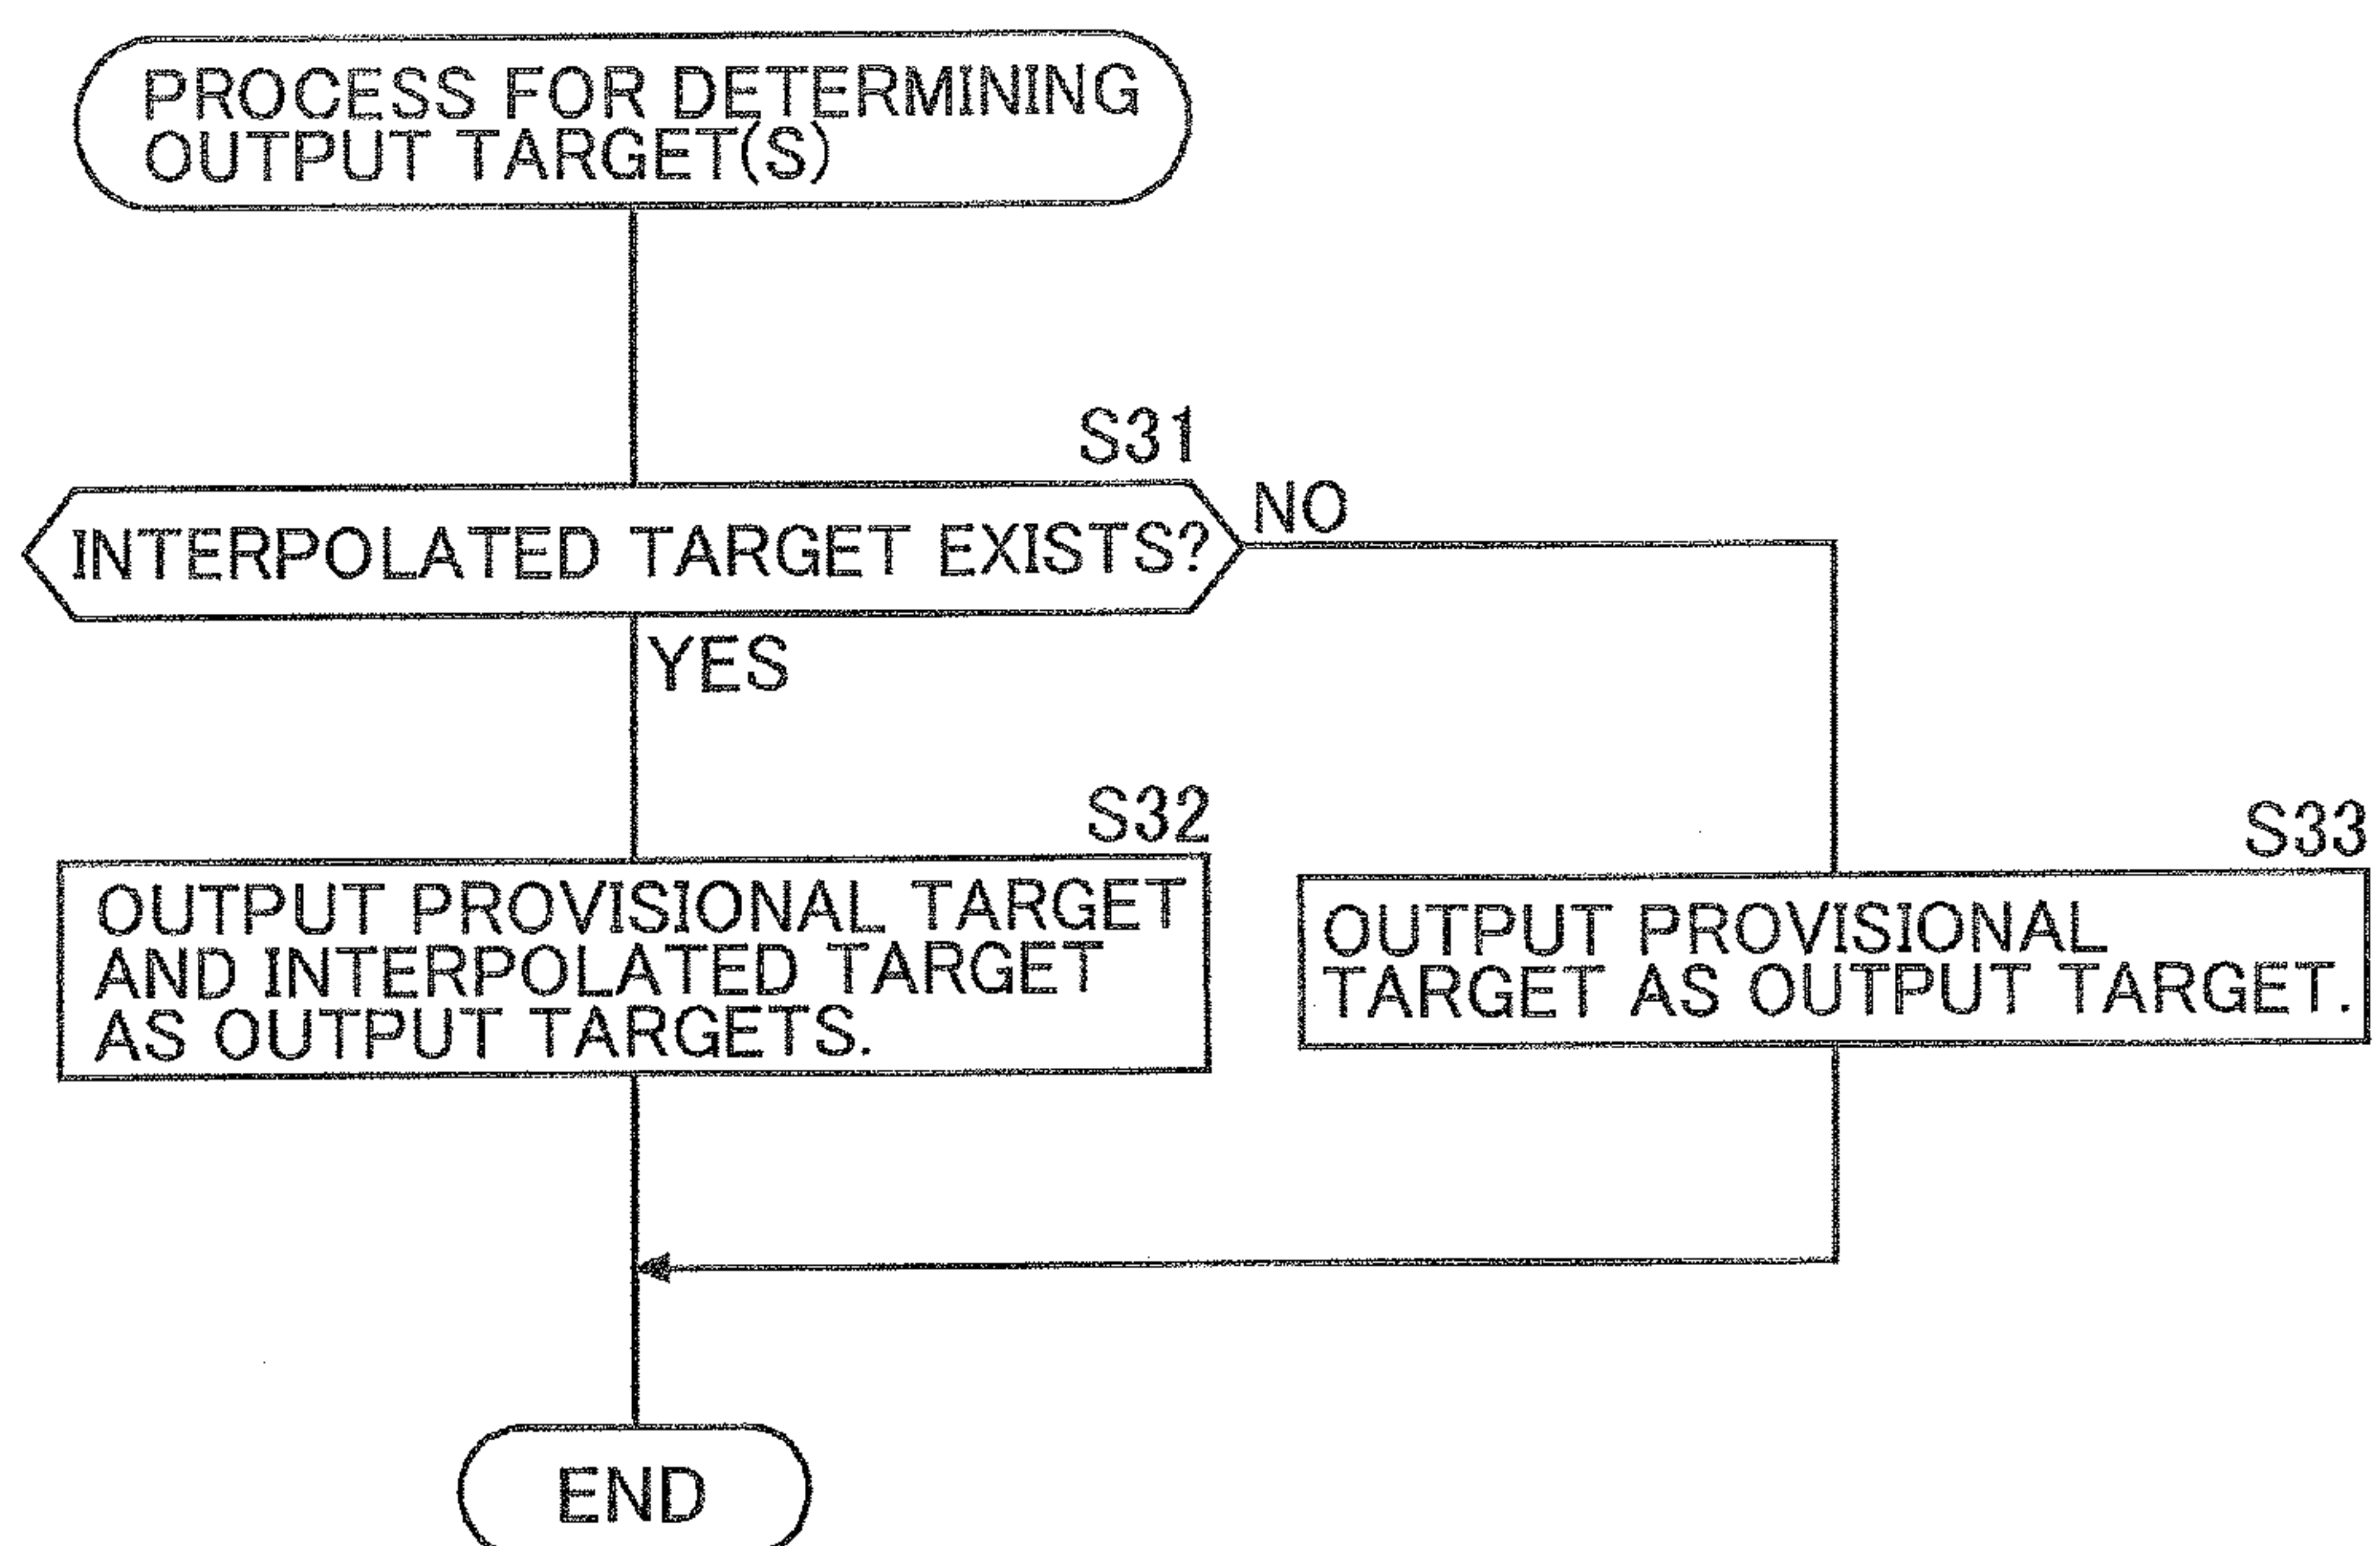 PROCESS FOR DETERMINING
OUTPUT TARGET(S)
S31
INTERPOLATED TARGET EXISTS?
NO
YES
S32
OUTPUT PROVISIONAL TARGET
AND INTERPOLATED TARGET
AS OUTPUT TARGETS.
S33
OUTPUT PROVISIONAL
TARGET AS OUTPUT TARGET.
END